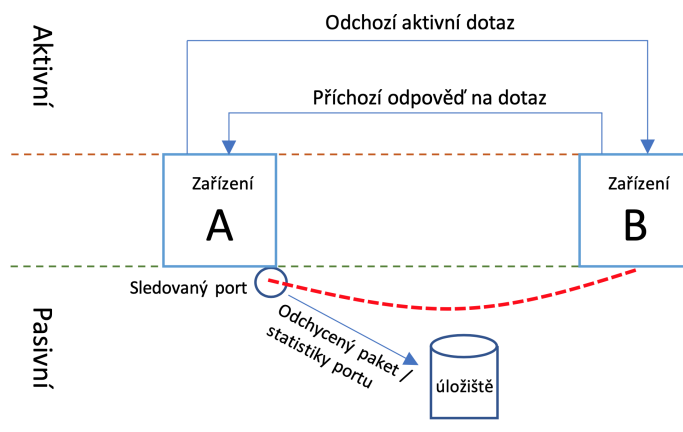 Aktivní
Odchozí aktivní dotaz
Příchozí odpověď na dotaz
Zařízení
A
Zařízení
B
Pasivní
Sledovaný port
Odchycený paket /
statistiky portu
úložiště